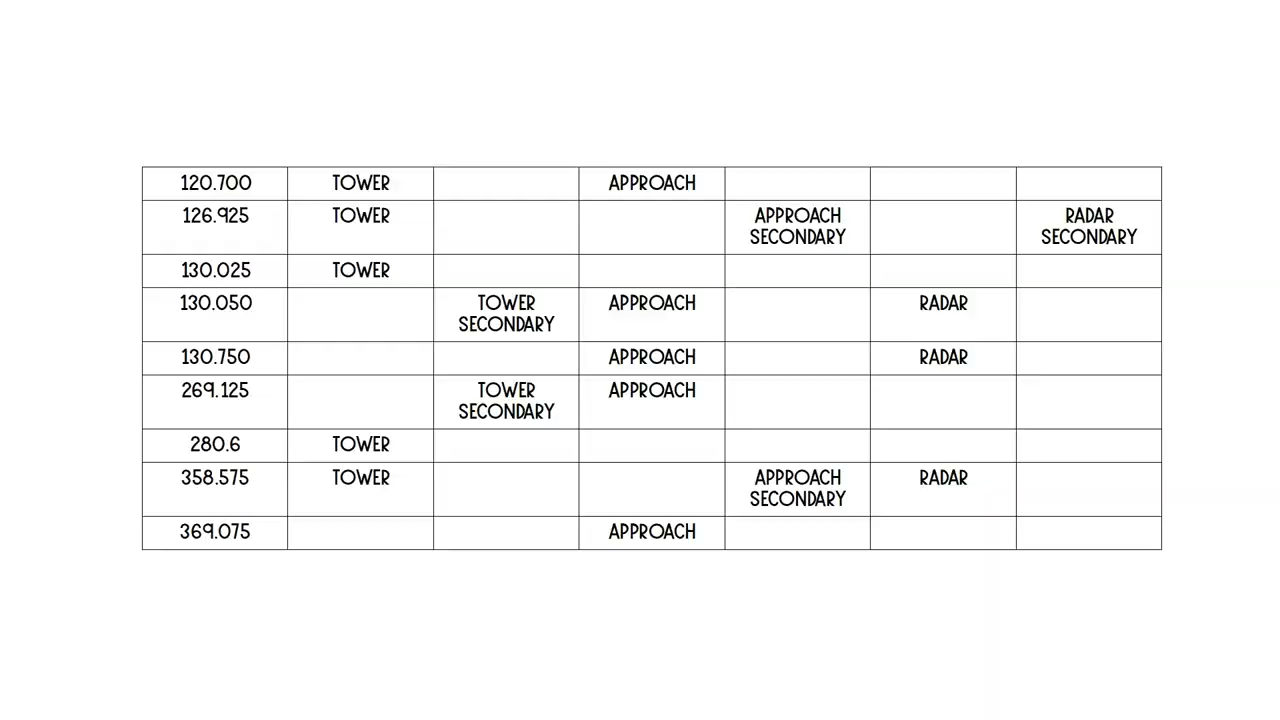 120.700 TOWER APPROACH
126.925 TOWER APPROACH SECONDARY RADAR SECONDARY
130.025 TOWER
130.050 TOWER SECONDARY APPROACH RADAR
130.750 APPROACH RADAR
269.125 TOWER SECONDARY APPROACH
280.6 TOWER
358.575 TOWER APPROACH SECONDARY RADAR
369.075 APPROACH